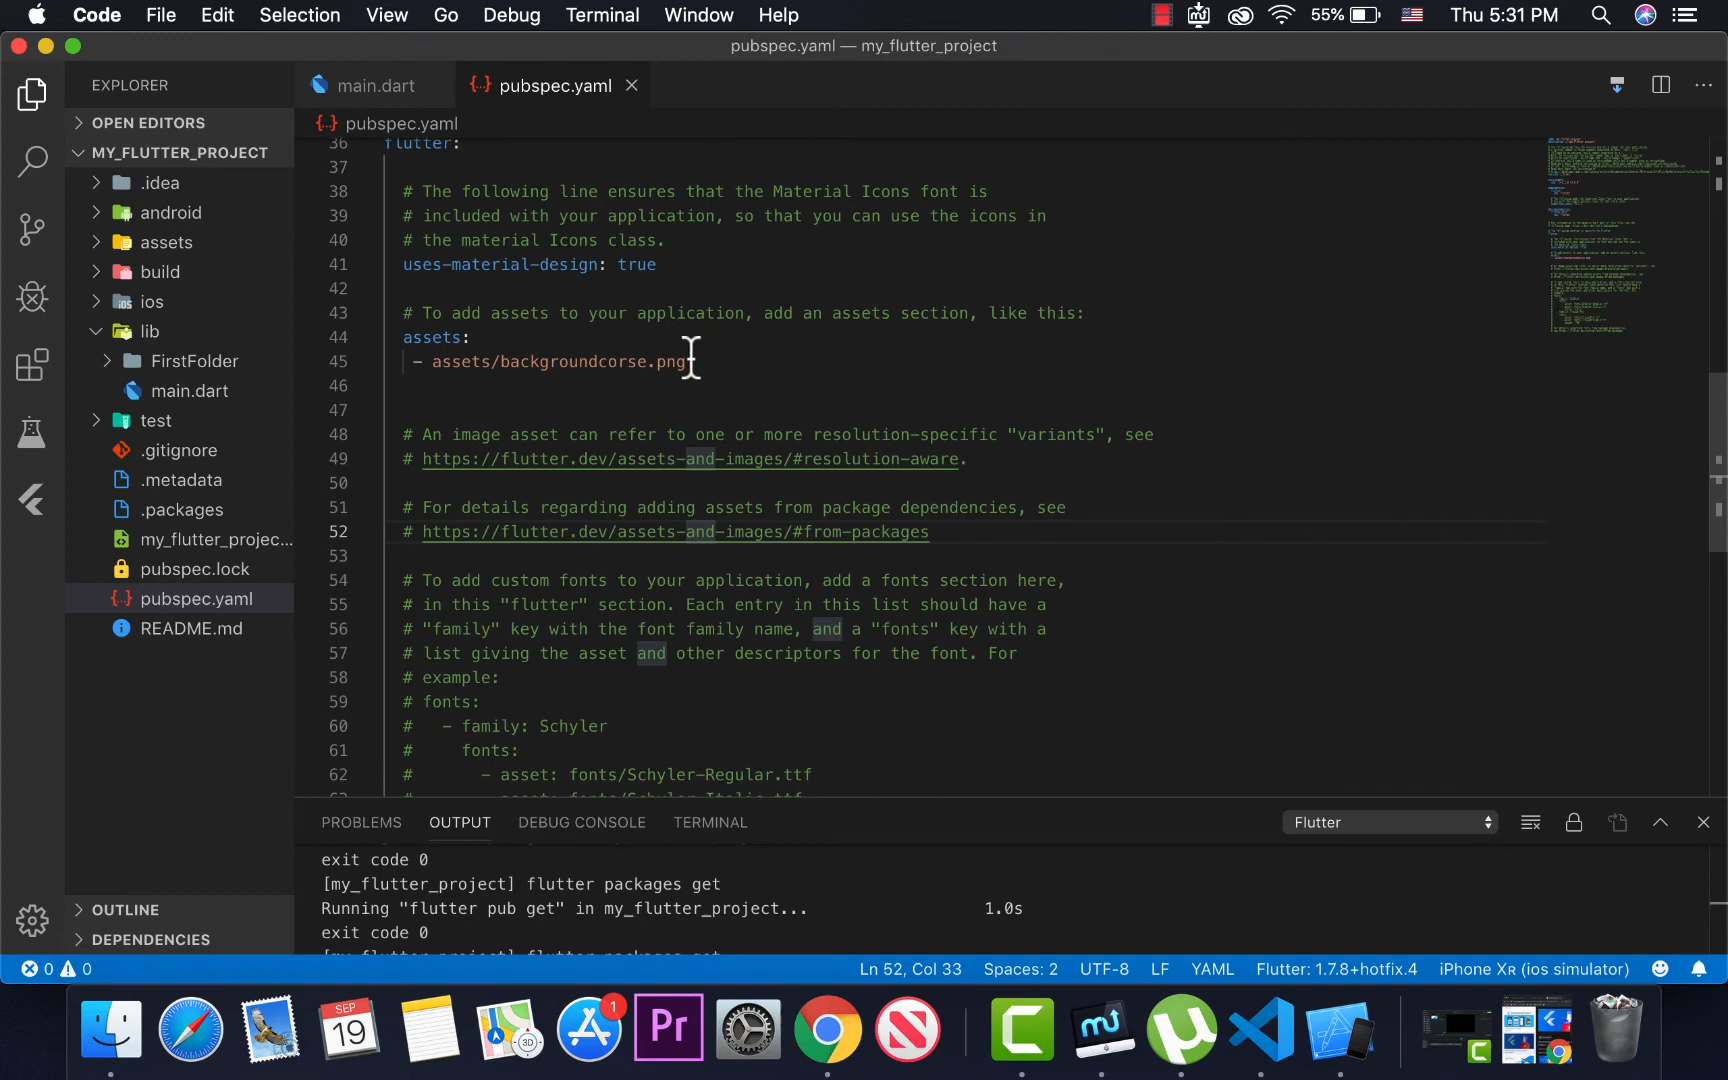 Code File Edit Selection View Go Debug Terminal Window Help 55% Thu 5:31 PM
pubspec.yaml — my_flutter_project
EXPLORER
OPEN EDITORS
MY_FLUTTER_PROJECT
.idea
android
assets
build
ios
lib
FirstFolder
main.dart
test
.gitignore
.metadata
.packages
my_flutter_projec...
pubspec.lock
pubspec.yaml
README.md
OUTLINE
DEPENDENCIES
main.dart pubspec.yaml
pubspec.yaml
36 flutter:
37
38 # The following line ensures that the Material Icons font is
39 # included with your application, so that you can use the icons in
40 # the material Icons class.
41 uses-material-design: true
42
43 # To add assets to your application, add an assets section, like this:
44 assets:
45 - assets/backgroundcorse.png
46
47
48 # An image asset can refer to one or more resolution-specific "variants", see
49 # https://flutter.dev/assets-and-images/#resolution-aware.
50
51 # For details regarding adding assets from package dependencies, see
52 # https://flutter.dev/assets-and-images/#from-packages
53
54 # To add custom fonts to your application, add a fonts section here,
55 # in this "flutter" section. Each entry in this list should have a
56 # "family" key with the font family name, and a "fonts" key with a
57 # list giving the asset and other descriptors for the font. For
58 # example:
59 # fonts:
60 # - family: Schyler
61 # fonts:
62 # - asset: fonts/Schyler-Regular.ttf
PROBLEMS OUTPUT DEBUG CONSOLE TERMINAL Flutter
exit code 0
[my_flutter_project] flutter packages get
Running "flutter pub get" in my_flutter_project... 1.0s
exit code 0
0 0 Ln 52, Col 33 Spaces: 2 UTF-8 LF YAML Flutter: 1.7.8+hotfix.4 iPhone XR (ios simulator)
SEP
19
3D
1
Pr